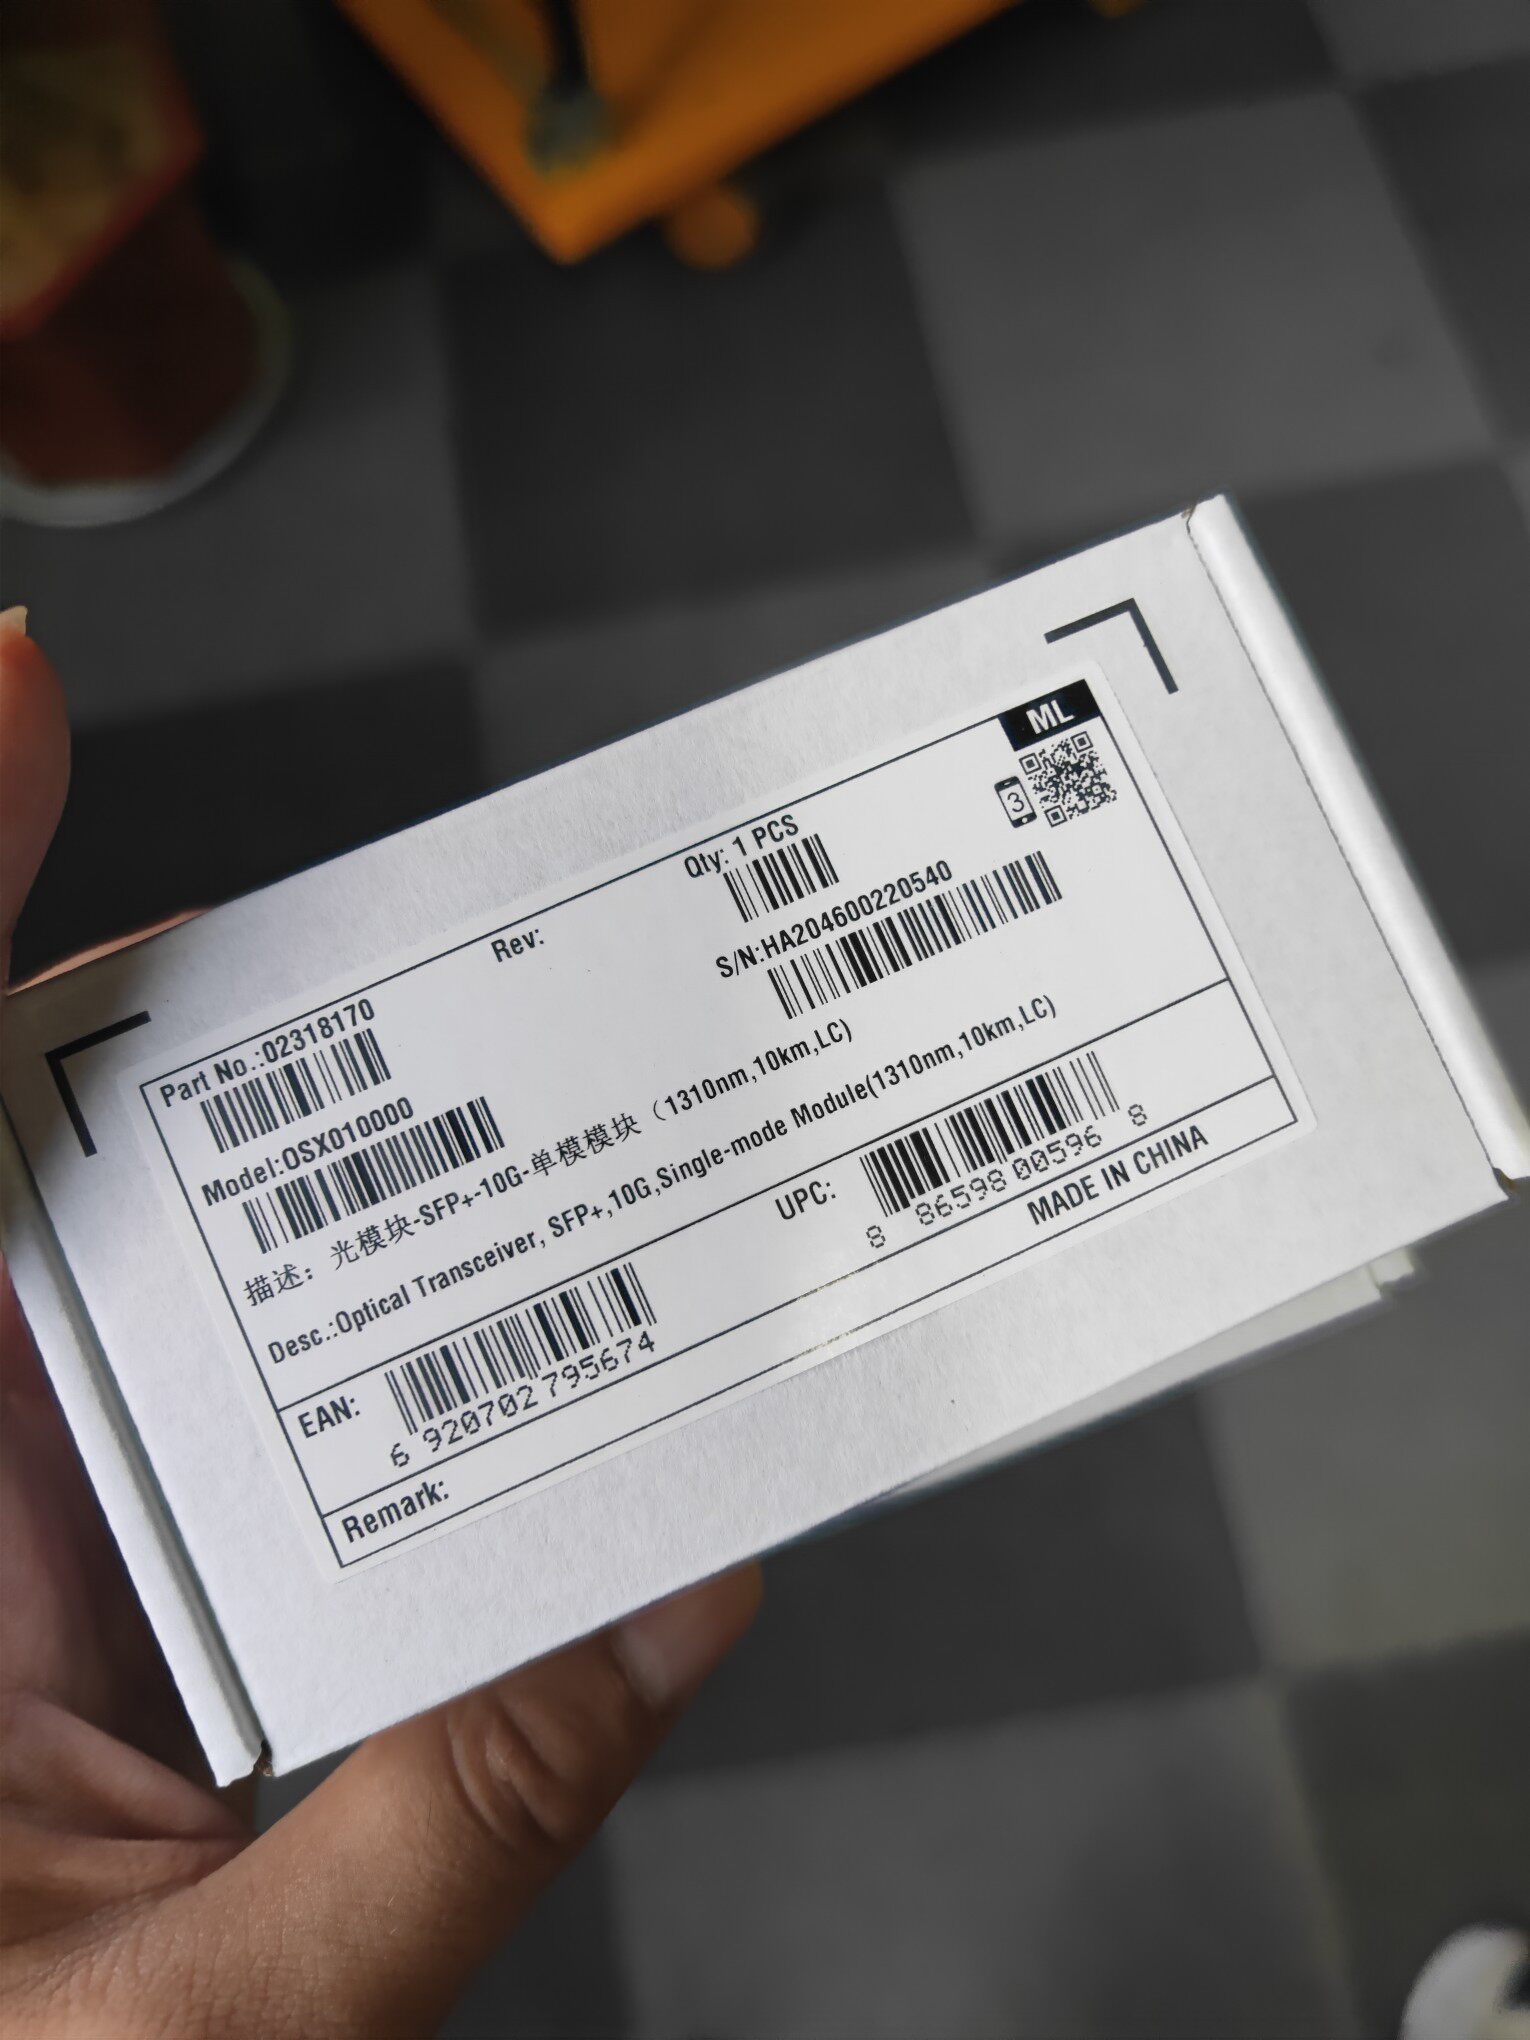 ML
3
Part No.:02318170
Rev:
Qty: 1 PCS
Model:OSX010000
S/N:HA204600220540
描述：光模块-SFP+-10G-单模模块（1310nm,10km,LC)
Desc.:Optical Transceiver, SFP+,10G,Single-mode Module(1310nm,10km,LC)
EAN:
6 920702 795674
UPC:
8 86598 00596 8
Remark:
MADE IN CHINA